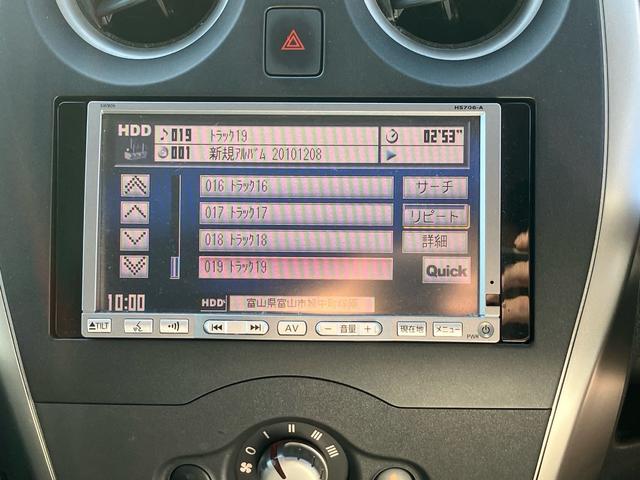 HS706-A
HDD 019 トラック19 02'53"
001 新規アルバム 20101208
016 トラック16 サーチ
017 トラック17 リピート
018 トラック18 詳細
019 トラック19 Quick
10:00 HDD 富山県富山市
TILT AV - 音量 + 現在地 メニュー
PWR
0 I II III IIII